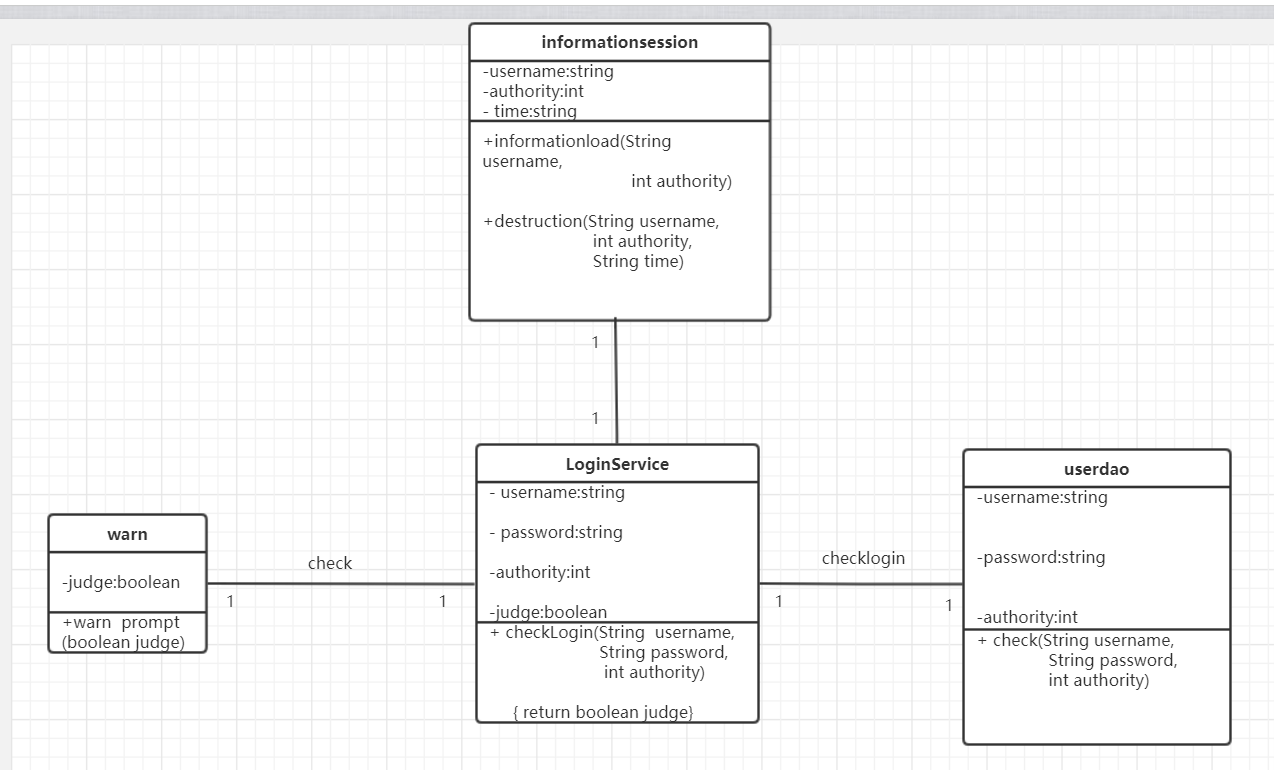 informationsession
-username:string
-authority:int
- time:string
+informationload(String
username,
int authority)
+destruction(String username,
int authority,
String time)
1
1
LoginService
- username:string
- password:string
-authority:int
-judge:boolean
+ checkLogin(String username,
String password,
int authority)
{ return boolean judge}
warn
-judge:boolean
+warn prompt
(boolean judge)
check
1
1
checklogin
1
1
userdao
-username:string
-password:string
-authority:int
+ check(String username,
String password,
int authority)